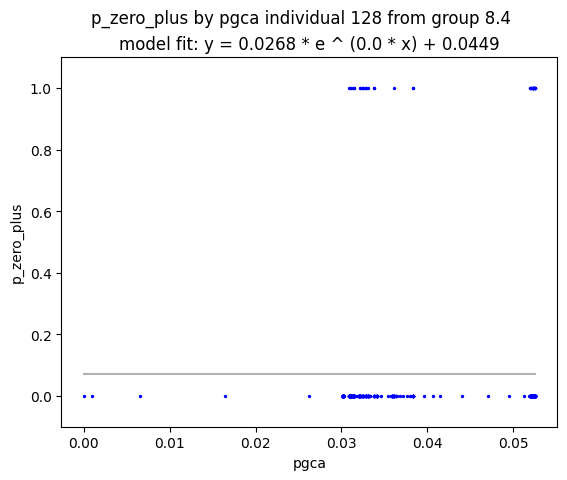 p_zero_plus by pgca individual 128 from group 8.4
model fit: y = 0.0268 * e ^ (0.0 * x) + 0.0449
1.0
0.8
0.6
0.4
0.2
0.0
p_zero_plus
0.00 0.01 0.02 0.03 0.04 0.05
pgca